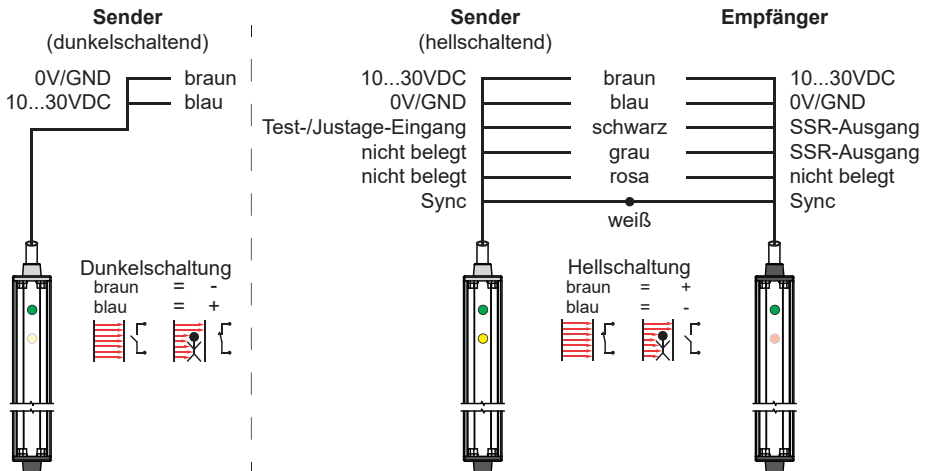 Sender
(dunkelschaltend)
0V/GND braun
10...30VDC blau
Dunkelschaltung
braun = -
blau = +
Sender
(hellschaltend)
Empfänger
10...30VDC braun 10...30VDC
0V/GND blau 0V/GND
Test-/Justage-Eingang schwarz SSR-Ausgang
nicht belegt grau SSR-Ausgang
nicht belegt rosa nicht belegt
Sync weiß Sync
Hellschaltung
braun = +
blau = -